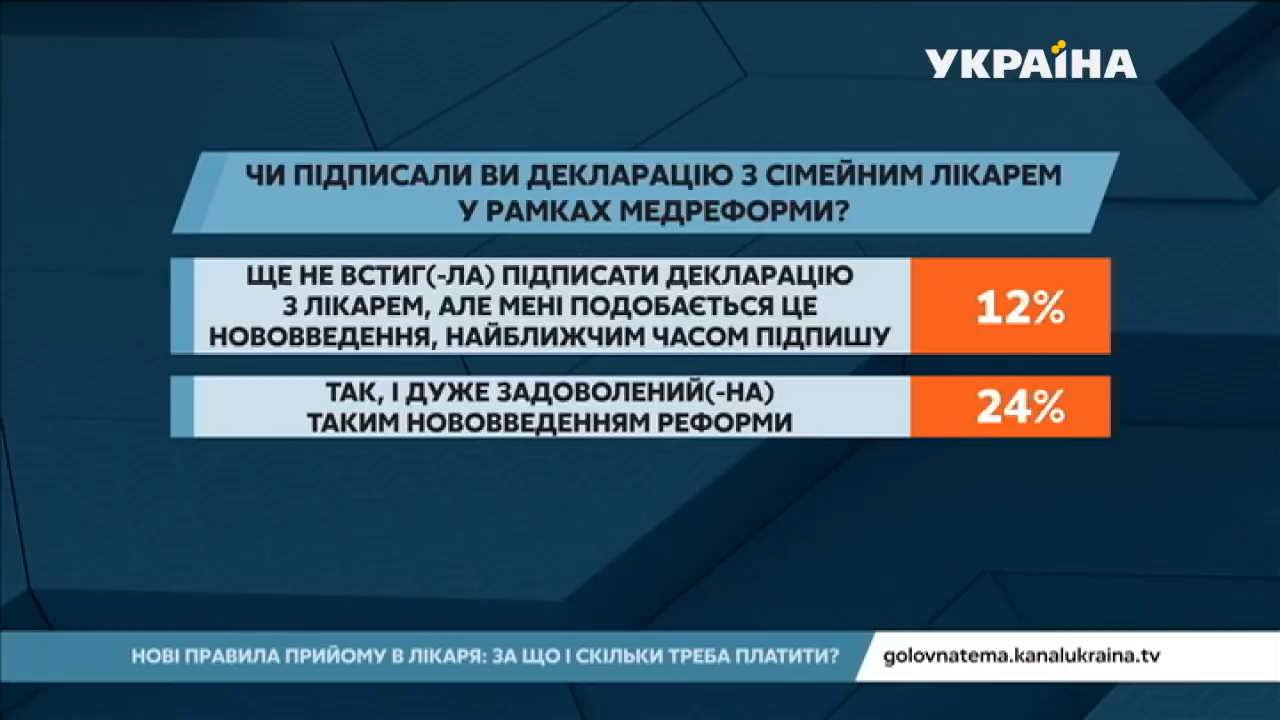 УКРАЇНА
ЧИ ПІДПИСАЛИ ВИ ДЕКЛАРАЦІЮ З СІМЕЙНИМ ЛІКАРЕМ
У РАМКАХ МЕДРЕФОРМИ?
ЩЕ НЕ ВСТИГ(-ЛА) ПІДПИСАТИ ДЕКЛАРАЦІЮ
З ЛІКАРЕМ, АЛЕ МЕНІ ПОДОБАЄТЬСЯ ЦЕ
НОВОВВЕДЕННЯ, НАЙБЛИЖЧИМ ЧАСОМ ПІДПИШУ
12%
ТАК, І ДУЖЕ ЗАДОВОЛЕНИЙ(-НА)
ТАКИМ НОВОВВЕДЕННЯМ РЕФОРМИ
24%
НОВІ ПРАВИЛА ПРИЙОМУ В ЛІКАРЯ: ЗА ЩО І СКІЛЬКИ ТРЕБА ПЛАТИТИ?
golovnatema.kanalukraina.tv